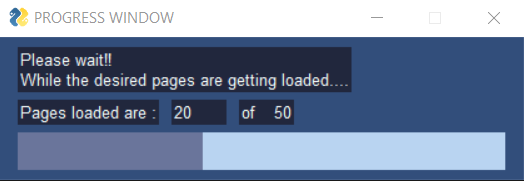 PROGRESS WINDOW
Please wait!!
While the desired pages are getting loaded....
Pages loaded are : 20 of 50